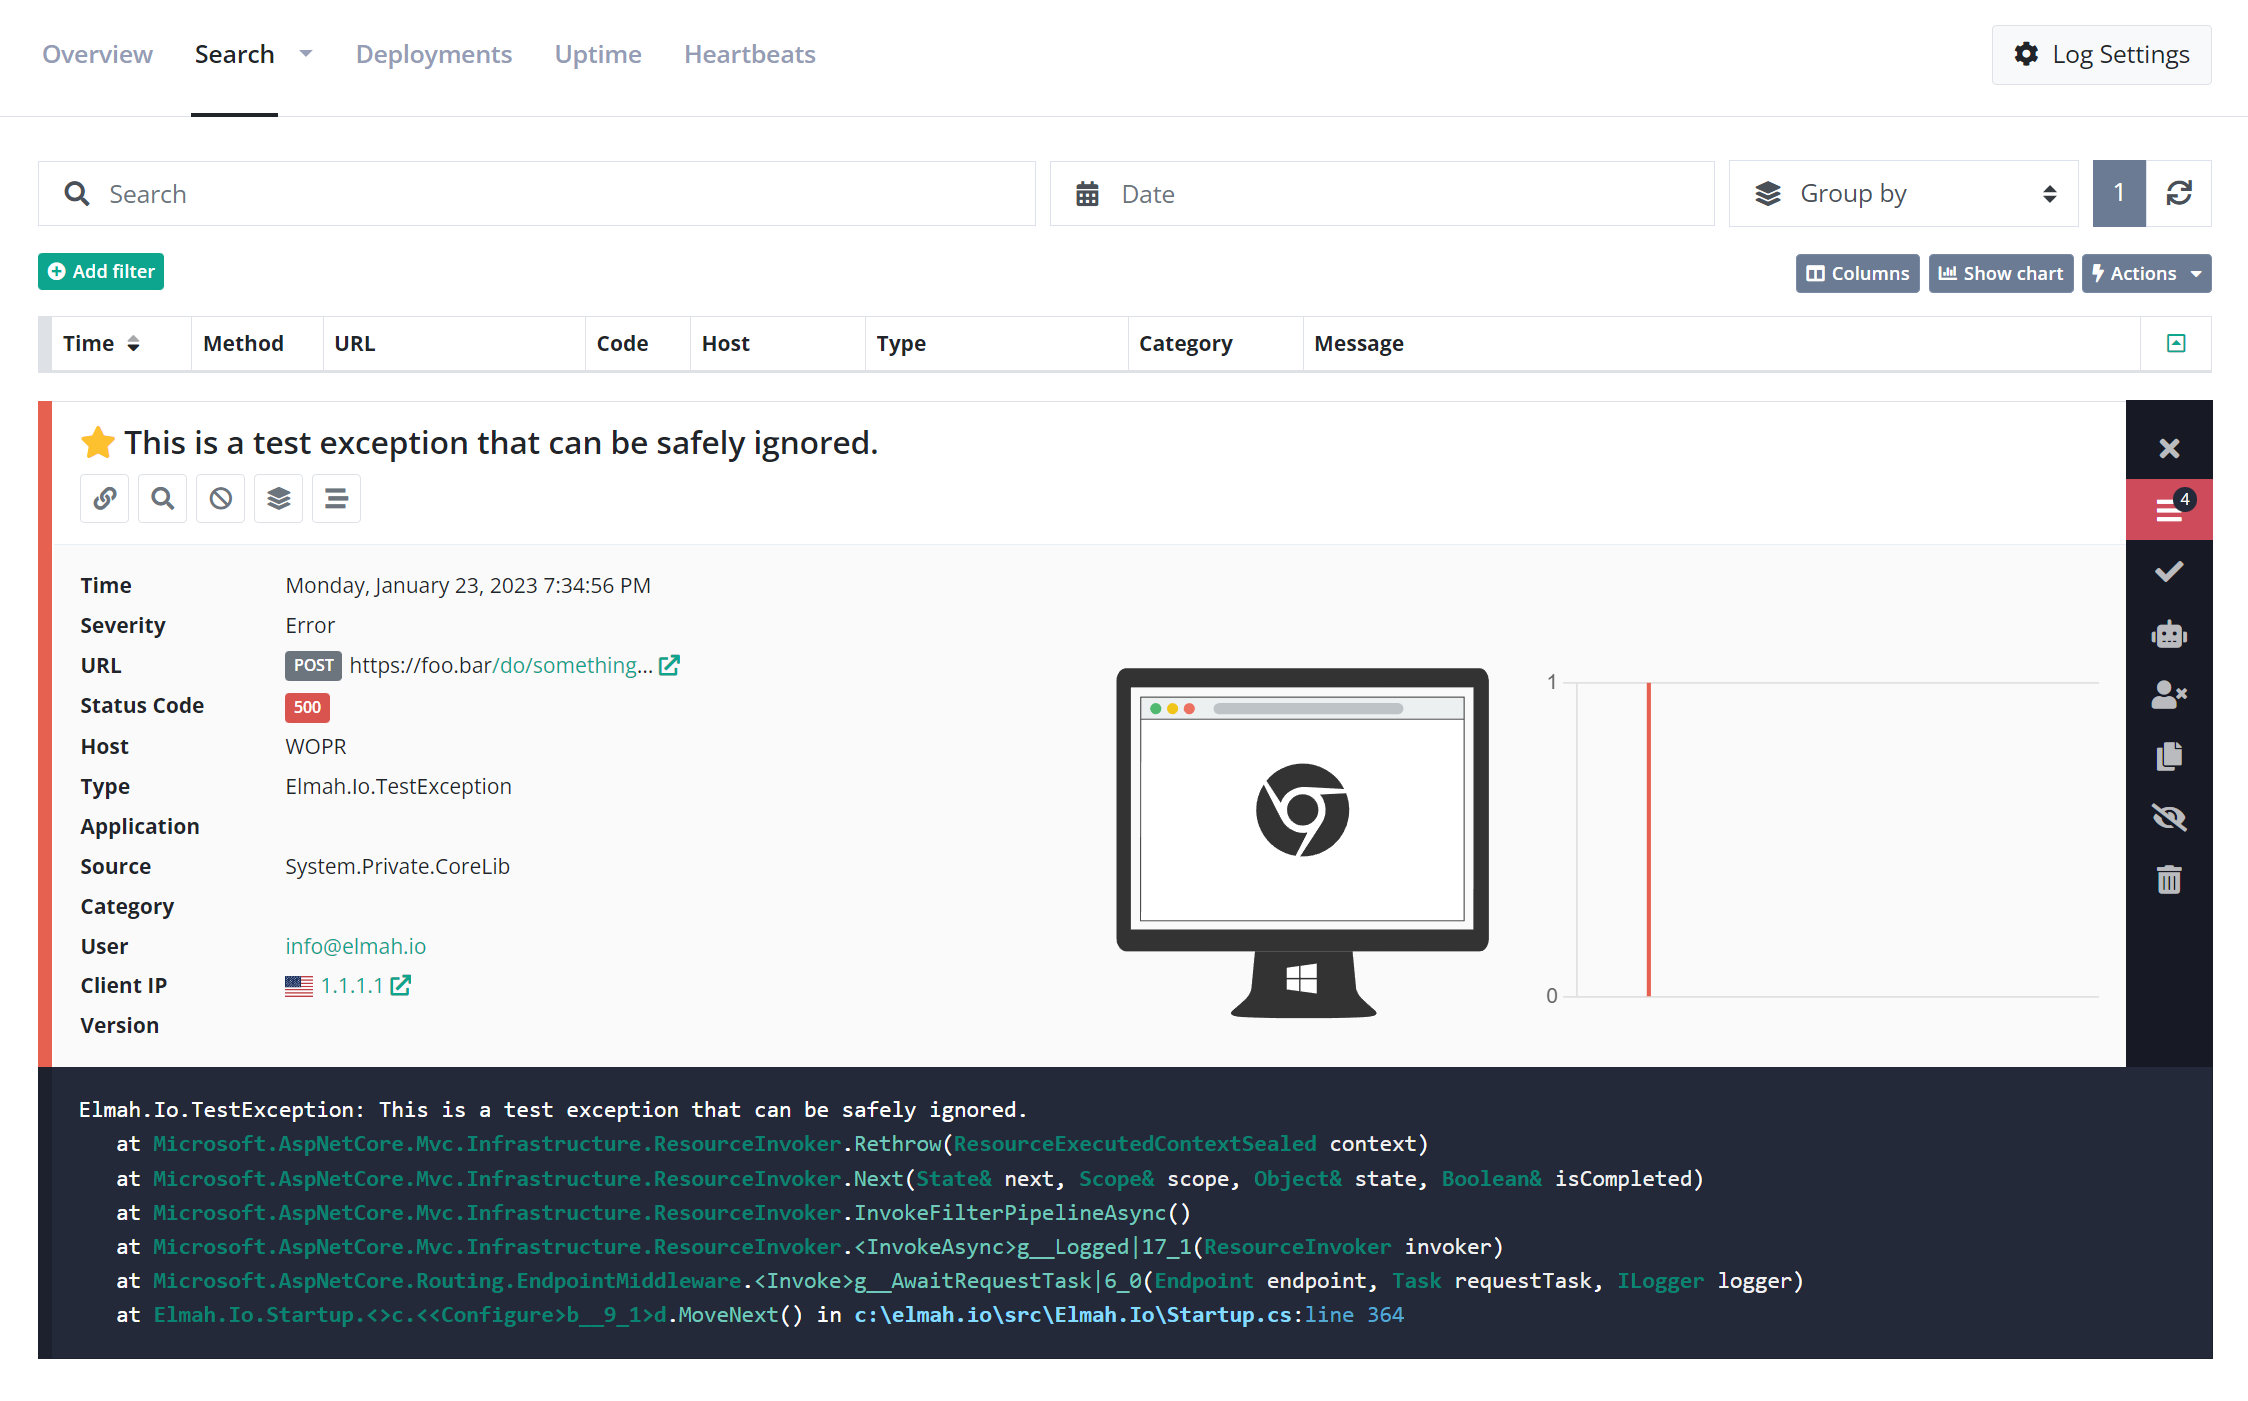 Overview Search Deployments Uptime Heartbeats Log Settings
Search Date Group by 1
Add filter Columns Show chart Actions
Time Method URL Code Host Type Category Message
This is a test exception that can be safely ignored.
4
Time Monday, January 23, 2023 7:34:56 PM
Severity Error
URL POST https://foo.bar/do/something...
Status Code 500
Host WOPR
Type Elmah.Io.TestException
Application
Source System.Private.CoreLib
Category
User info@elmah.io
Client IP 1.1.1.1
Version
1
0
Elmah.Io.TestException: This is a test exception that can be safely ignored.
at Microsoft.AspNetCore.Mvc.Infrastructure.ResourceInvoker.Rethrow(ResourceExecutedContextSealed context)
at Microsoft.AspNetCore.Mvc.Infrastructure.ResourceInvoker.Next(State& next, Scope& scope, Object& state, Boolean& isCompleted)
at Microsoft.AspNetCore.Mvc.Infrastructure.ResourceInvoker.InvokeFilterPipelineAsync()
at Microsoft.AspNetCore.Mvc.Infrastructure.ResourceInvoker.<InvokeAsync>g__Logged|17_1(ResourceInvoker invoker)
at Microsoft.AspNetCore.Routing.EndpointMiddleware.<Invoke>g__AwaitRequestTask|6_0(Endpoint endpoint, Task requestTask, ILogger logger)
at Elmah.Io.Startup.<>c.<<Configure>b__9_1>d.MoveNext() in c:\elmah.io\src\Elmah.Io\Startup.cs:line 364